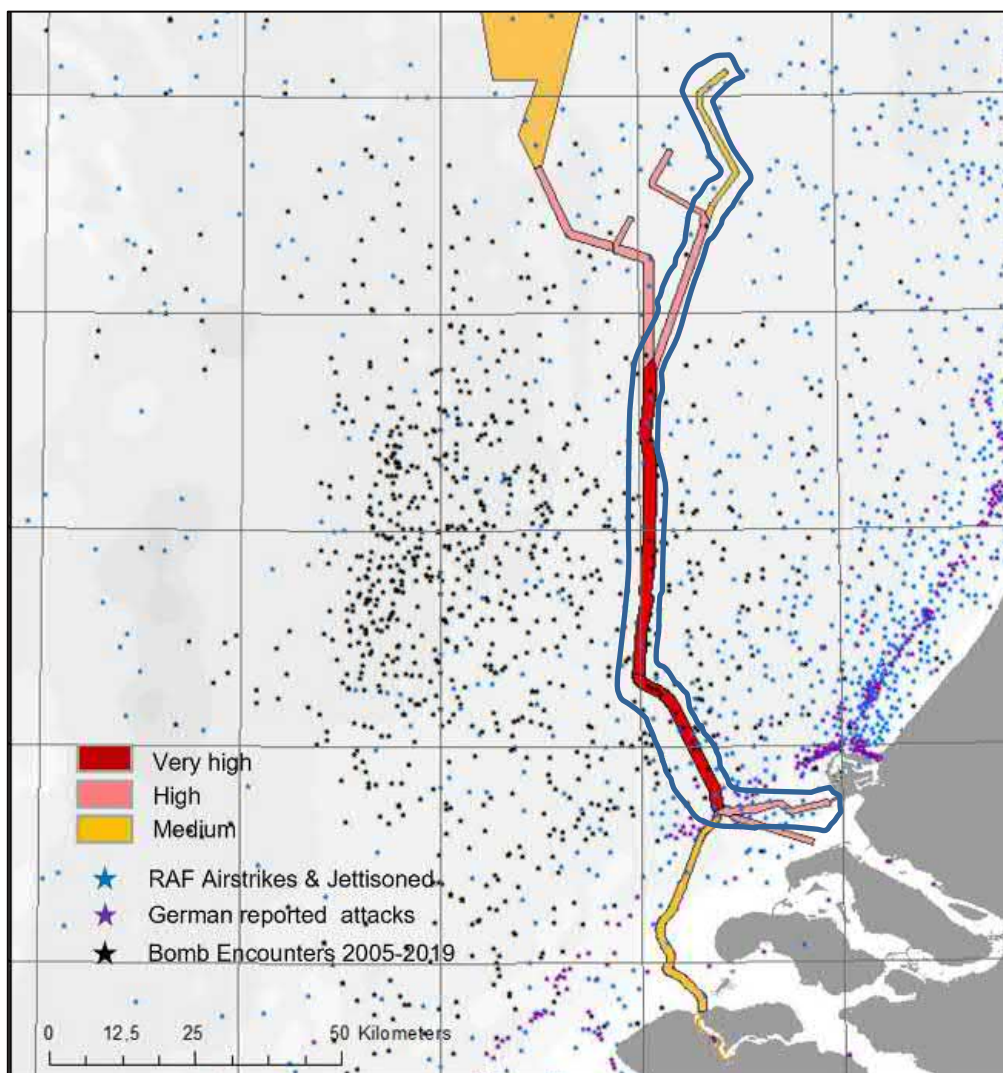 Very high
High
Medium
RAF Airstrikes & Jettisoned
German reported attacks
Bomb Encounters 2005-2019
0 12,5 25 50 Kilometers